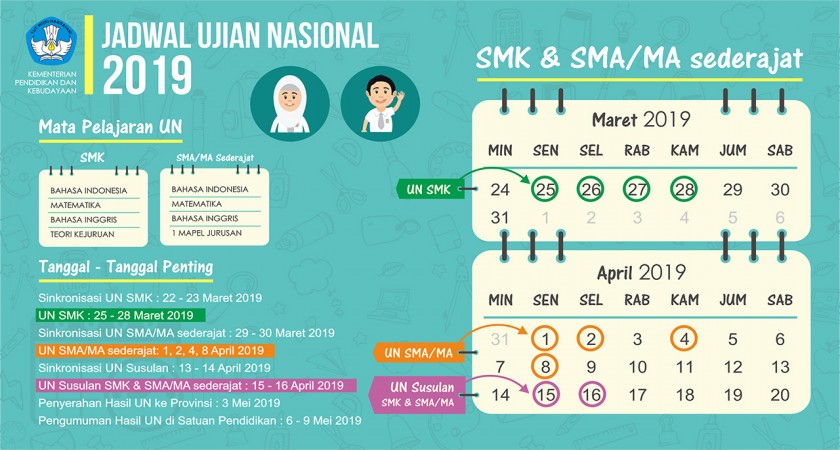 TUT WURI HANDAYANI
KEMENTERIAN
PENDIDIKAN DAN
KEBUDAYAAN
JADWAL UJIAN NASIONAL
2019
Mata Pelajaran UN
SMK
BAHASA INDONESIA
MATEMATIKA
BAHASA INGGRIS
TEORI KEJURUAN
SMA/MA Sederajat
BAHASA INDONESIA
MATEMATIKA
BAHASA INGGRIS
1 MAPEL JURUSAN
Tanggal - Tanggal Penting
Sinkronisasi UN SMK : 22 - 23 Maret 2019
UN SMK : 25 - 28 Maret 2019
Sinkronisasi UN SMA/MA sederajat : 29 - 30 Maret 2019
UN SMA/MA sederajat: 1, 2, 4, 8 April 2019
Sinkronisasi UN Susulan : 13 - 14 April 2019
UN Susulan SMK & SMA/MA sederajat : 15 - 16 April 2019
Penyerahan Hasil UN ke Provinsi : 3 Mei 2019
Pengumuman Hasil UN di Satuan Pendidikan : 6 - 9 Mei 2019
SMK & SMA/MA sederajat
Maret 2019
MIN SEN SEL RAB KAM JUM SAB
UN SMK
24 25 26 27 28 29 30
31 1 2 3 4 5 6
April 2019
MIN SEN SEL RAB KAM JUM SAB
31 1 2 3 4 5 6
UN SMA/MA
7 8 9 10 11 12 13
UN Susulan
SMK & SMA/MA
14 15 16 17 18 19 20